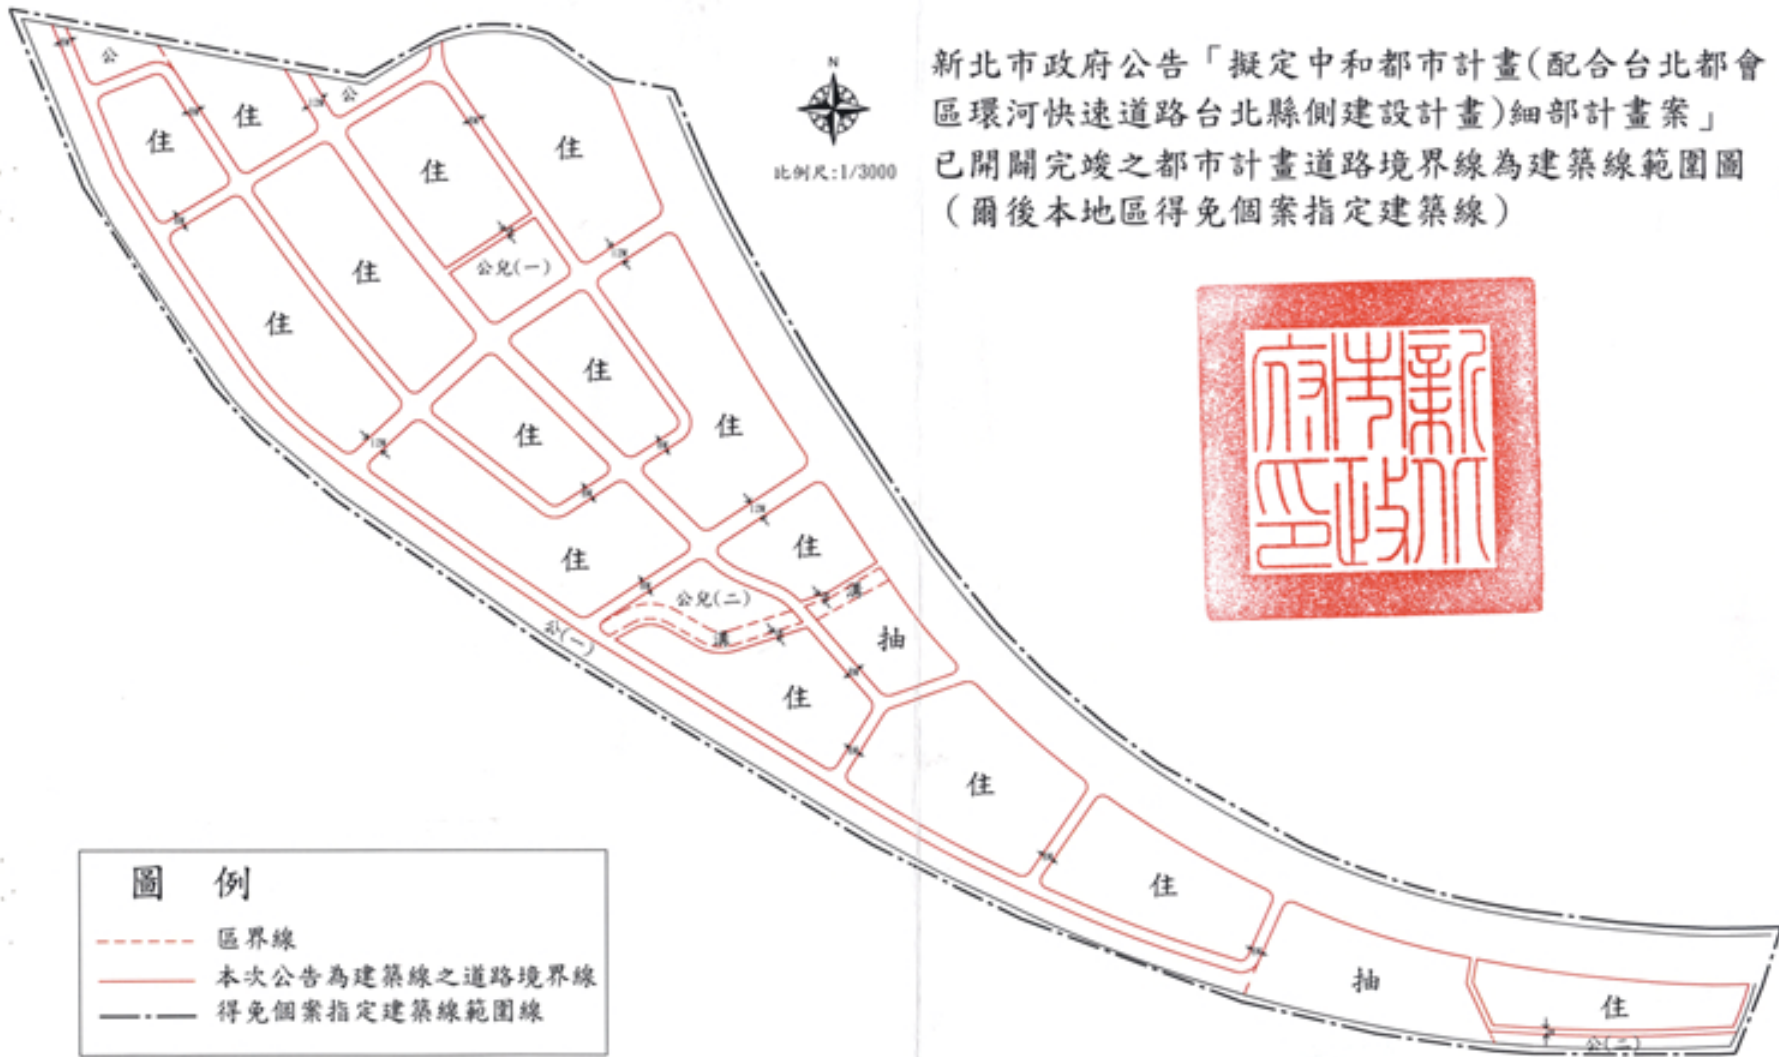 新北市政府公告「擬定中和都市計畫(配合台北都會
區環河快速道路台北縣側建設計畫)細部計畫案」
已開闢完竣之都市計畫道路境界線為建築線範圍圖
（爾後本地區得免個案指定建築線）
N
比例尺:1/3000
新北市政府印
公
住
住
公
住
住
公兒(一)
住
住
住
住
住
住
住
公兒(二)
溝
溝
抽
公(一)
住
住
住
抽
住
公(二)
12M
12M
12M
12M
圖 例
區界線
本次公告為建築線之道路境界線
得免個案指定建築線範圍線